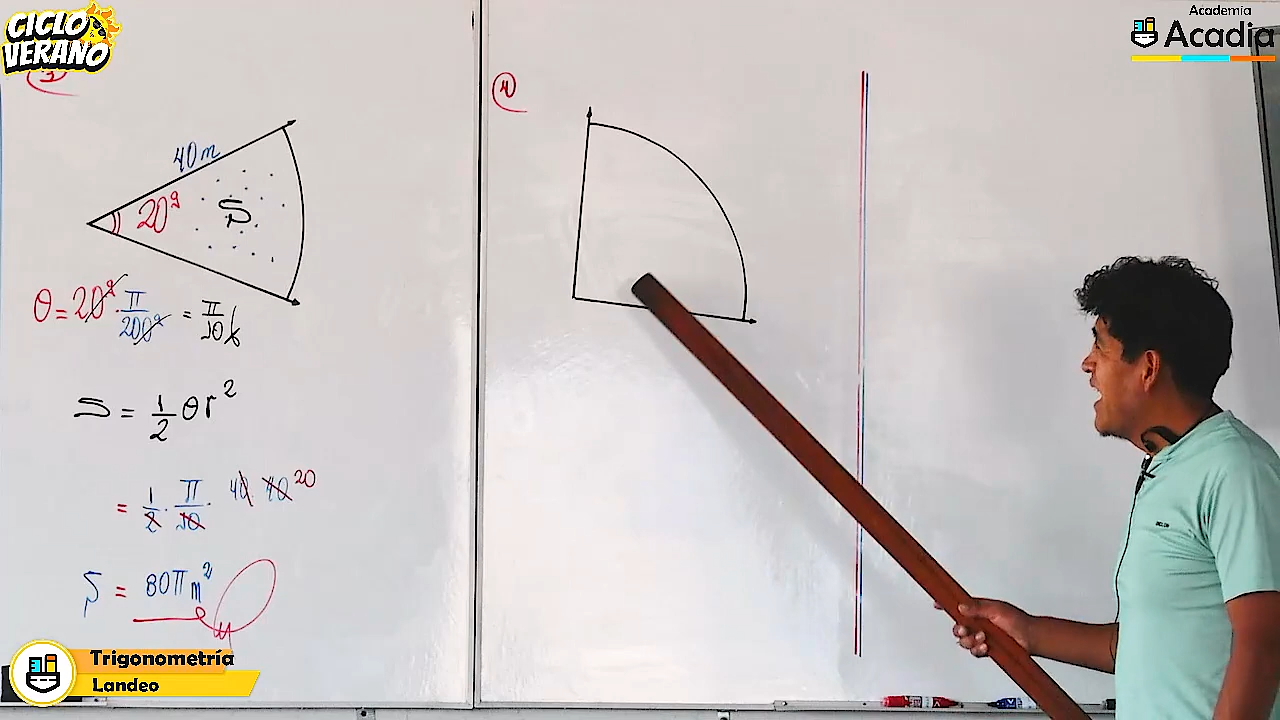 CICLO
VERANO
Academia
Acadia
3
40m
20ᵍ
S
θ = 20ᵍ · π/200ᵍ = π/10
S = 1/2 θ r²
= 1/2 · π/10 · 40 · 40 20
S = 80π m²
4
Trigonometría
Landeo